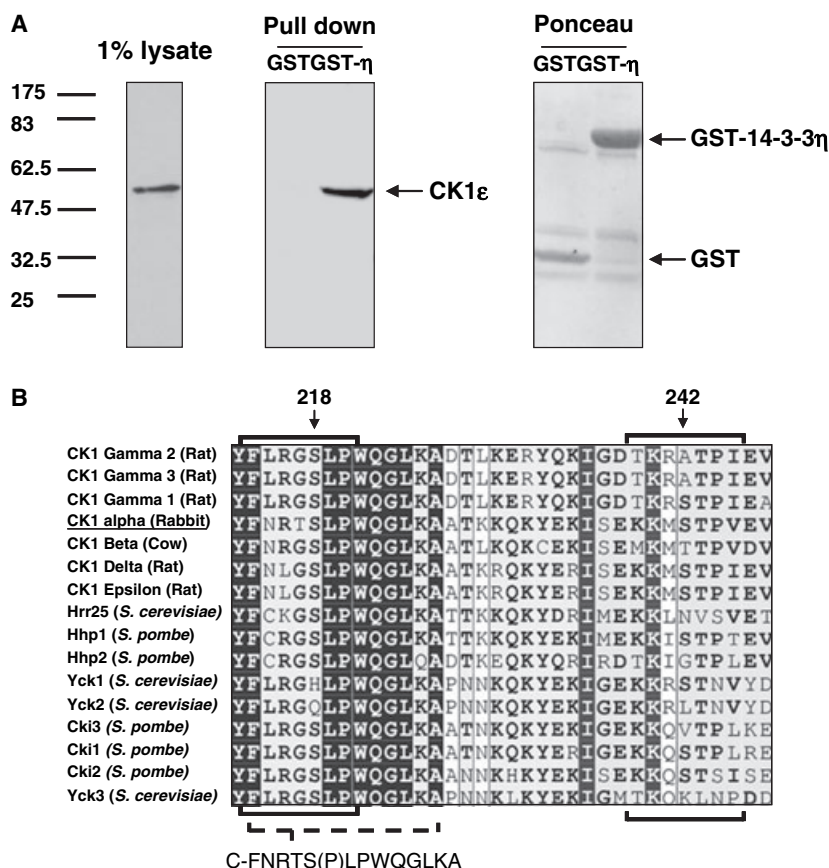 A
1% lysate
Pull down
GST GST-η
Ponceau
GST GST-η
175
83
62.5
47.5
32.5
25
CK1ε
GST-14-3-3η
GST
B
218
242
CK1 Gamma 2 (Rat) YFLRGSLPWQGLKADTLKERYQKIGDTKRATPIEV
CK1 Gamma 3 (Rat) YFLRGSLPWQGLKADTLKERYQKIGDTKRATPIEV
CK1 Gamma 1 (Rat) YFLRGSLPWQGLKADTLKERYQKIGDTKRSTPIEA
CK1 alpha (Rabbit) YFNRTSLPWQGLKAATKKQKYEKISEKKMSTPVEV
CK1 Beta (Cow) YFNRGSLPWQGLKAATLKQKCEKISEMKMTTPVDV
CK1 Delta (Rat) YFNLGSLPWQGLKAATKRQKYERISEKKMSTPIEV
CK1 Epsilon (Rat) YFNLGSLPWQGLKAATKRQKYERISEKKMSTPIEV
Hrr25 (S. cerevisiae) YFCKGSLPWQGLKATTKKQKYDRIMEKKLNVSVET
Hhp1 (S. pombe) YFCRGSLPWQGLKATTKKQKYEKIMEKKISTPTEV
Hhp2 (S. pombe) YFCRGSLPWQGLQADTKEQKYQRIRDTKIGTPLEV
Yck1 (S. cerevisiae) YFLRGHLPWQGLKAPNNKQKYEKIGEKKRSTNVYD
Yck2 (S. cerevisiae) YFLRGQLPWQGLKAPNNKQKYEKIGEKKRLTNVYD
Cki3 (S. pombe) YFLRGSLPWQGLKAATNKQKYEKIGEKKQVTPLKE
Cki1 (S. pombe) YFLRGSLPWQGLKAATNKQKYERIGEKKQSTPLRE
Cki2 (S. pombe) YFLRGSLPWQGLKAPNNKHKYEKISEKKQSTSISE
Yck3 (S. cerevisiae) YFLRGSLPWQGLKAPNNKLKYEKIGMTKQKLNPDD
C-FNRTS(P)LPWQGLKA